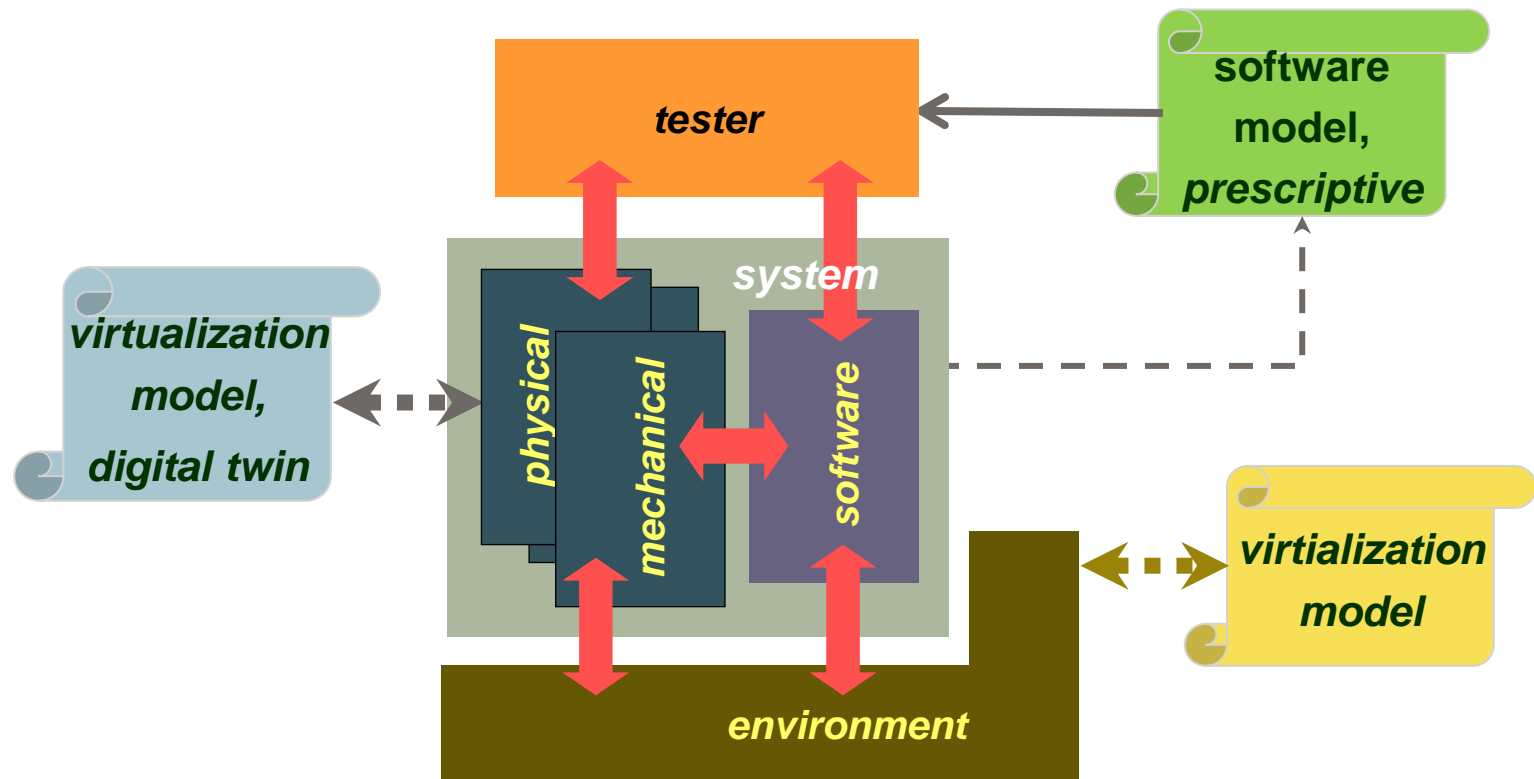 tester
software
model,
prescriptive
system
virtualization
model,
digital twin
physical
mechanical
software
virtialization
model
environment